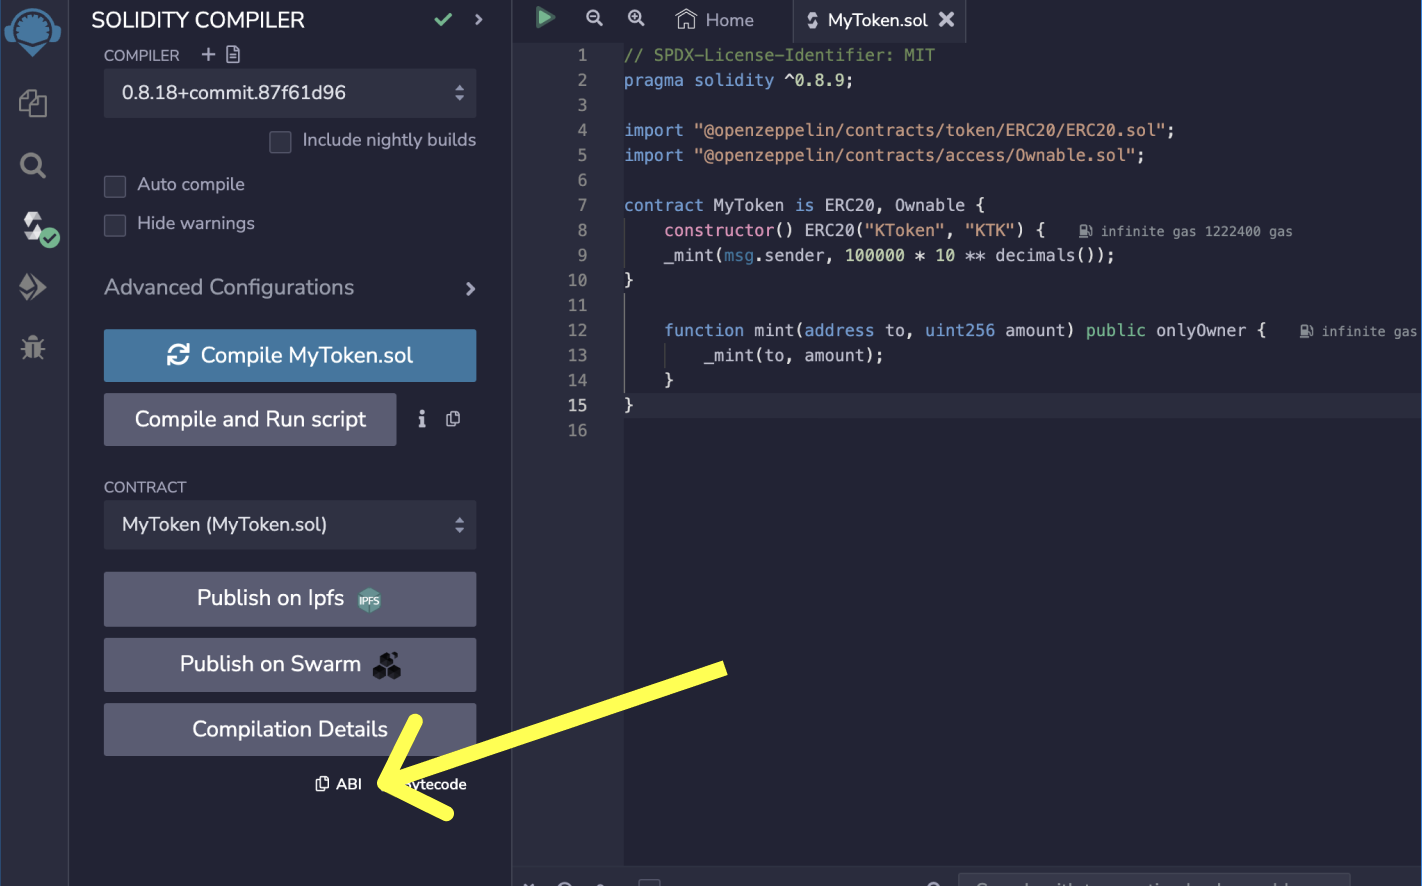 SOLIDITY COMPILER
COMPILER
0.8.18+commit.87f61d96
Include nightly builds
Auto compile
Hide warnings
Advanced Configurations
Compile MyToken.sol
Compile and Run script
CONTRACT
MyToken (MyToken.sol)
Publish on Ipfs IPFS
Publish on Swarm
Compilation Details
ABI
Home MyToken.sol
1 // SPDX-License-Identifier: MIT
2 pragma solidity ^0.8.9;
3
4 import "@openzeppelin/contracts/token/ERC20/ERC20.sol";
5 import "@openzeppelin/contracts/access/Ownable.sol";
6
7 contract MyToken is ERC20, Ownable {
8 constructor() ERC20("KToken", "KTK") { infinite gas 1222400 gas
9 _mint(msg.sender, 100000 * 10 ** decimals());
10 }
11
12 function mint(address to, uint256 amount) public onlyOwner { infinite gas
13 _mint(to, amount);
14 }
15 }
16